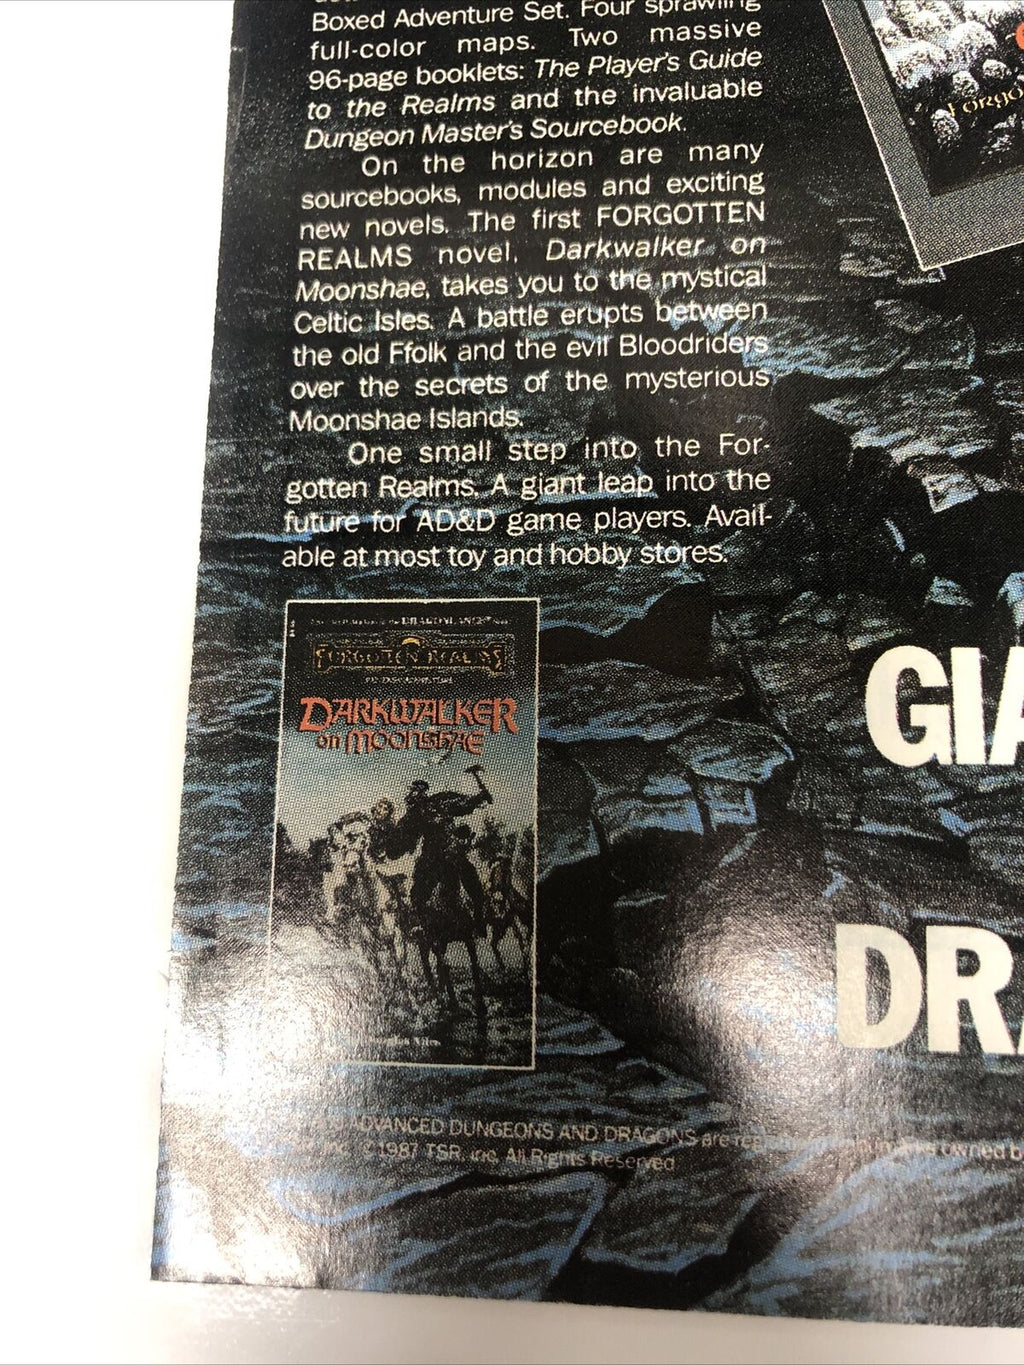 Boxed Adventure Set. Four sprawling
full-color maps. Two massive
96-page booklets: The Player's Guide
to the Realms and the invaluable
Dungeon Master's Sourcebook.
On the horizon are many
sourcebooks, modules and exciting
new novels. The first FORGOTTEN
REALMS novel, Darkwalker on
Moonshae, takes you to the mystical
Celtic Isles. A battle erupts between
the old Ffolk and the evil Bloodriders
over the secrets of the mysterious
Moonshae Islands.
One small step into the For-
gotten Realms. A giant leap into the
future for AD&D game players. Avail-
able at most toy and hobby stores.
Forgo
GIA
DRA
DRAGONLANCE
FORGOTTEN REALMS
DARKWALKER
on MOONSHAE
Douglas Niles
ADVANCED DUNGEONS AND DRAGONS are owned b
©1987 TSR, Inc. All Rights Reserved